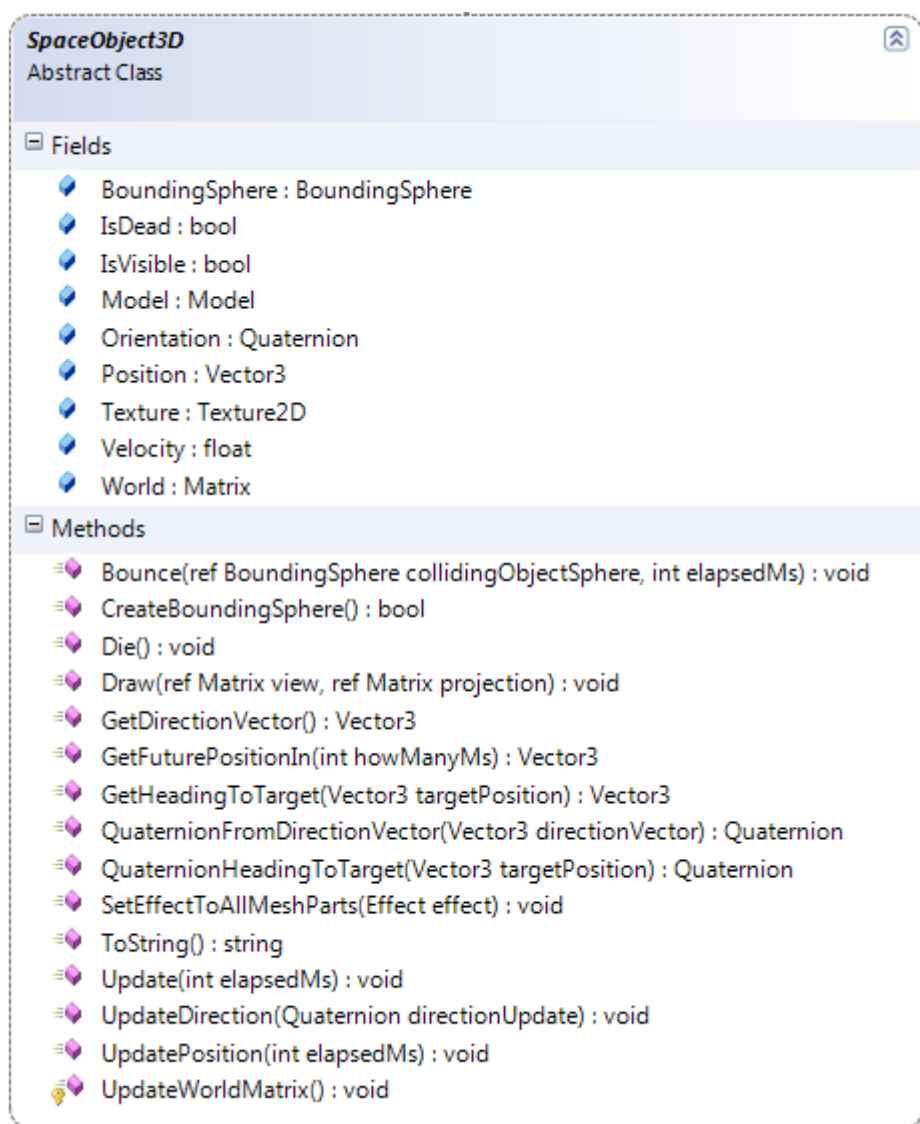 SpaceObject3D
Abstract Class
Fields
BoundingSphere : BoundingSphere
IsDead : bool
IsVisible : bool
Model : Model
Orientation : Quaternion
Position : Vector3
Texture : Texture2D
Velocity : float
World : Matrix
Methods
Bounce(ref BoundingSphere collidingObjectSphere, int elapsedMs) : void
CreateBoundingSphere() : bool
Die() : void
Draw(ref Matrix view, ref Matrix projection) : void
GetDirectionVector() : Vector3
GetFuturePositionIn(int howManyMs) : Vector3
GetHeadingToTarget(Vector3 targetPosition) : Vector3
QuaternionFromDirectionVector(Vector3 directionVector) : Quaternion
QuaternionHeadingToTarget(Vector3 targetPosition) : Quaternion
SetEffectToAllMeshParts(Effect effect) : void
ToString() : string
Update(int elapsedMs) : void
UpdateDirection(Quaternion directionUpdate) : void
UpdatePosition(int elapsedMs) : void
UpdateWorldMatrix() : void